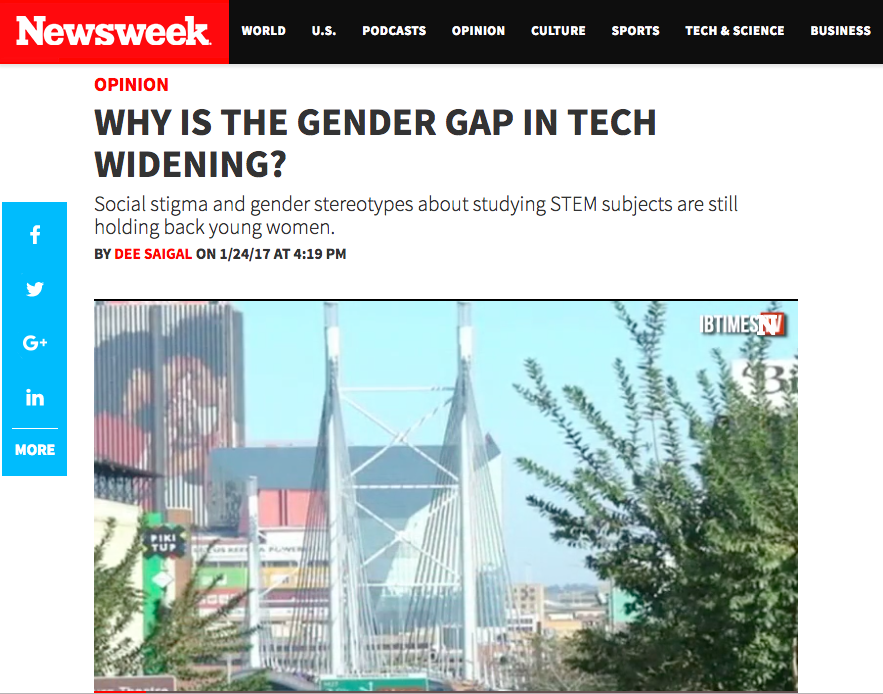 Newsweek
WORLD U.S. PODCASTS OPINION CULTURE SPORTS TECH & SCIENCE BUSINESS
OPINION
WHY IS THE GENDER GAP IN TECH
WIDENING?
Social stigma and gender stereotypes about studying STEM subjects are still
holding back young women.
BY DEE SAIGAL ON 1/24/17 AT 4:19 PM
G+
in
MORE
IBTIMES
PIKI
TUP